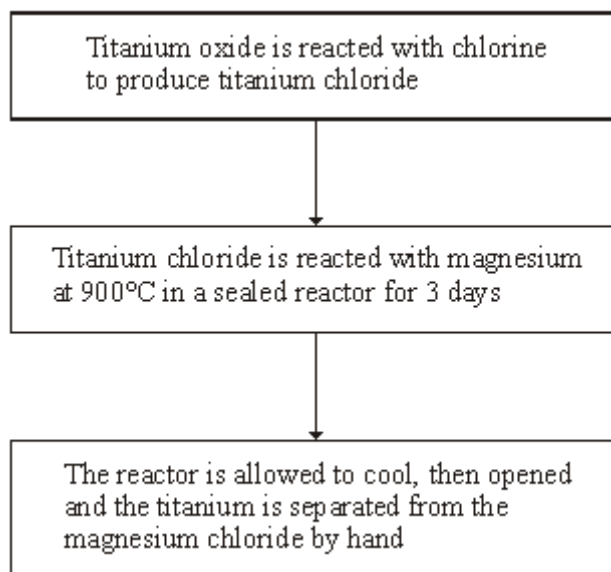 Titanium oxide is reacted with chlorine
to produce titanium chloride
Titanium chloride is reacted with magnesium
at 900°C in a sealed reactor for 3 days
The reactor is allowed to cool, then opened
and the titanium is separated from the
magnesium chloride by hand